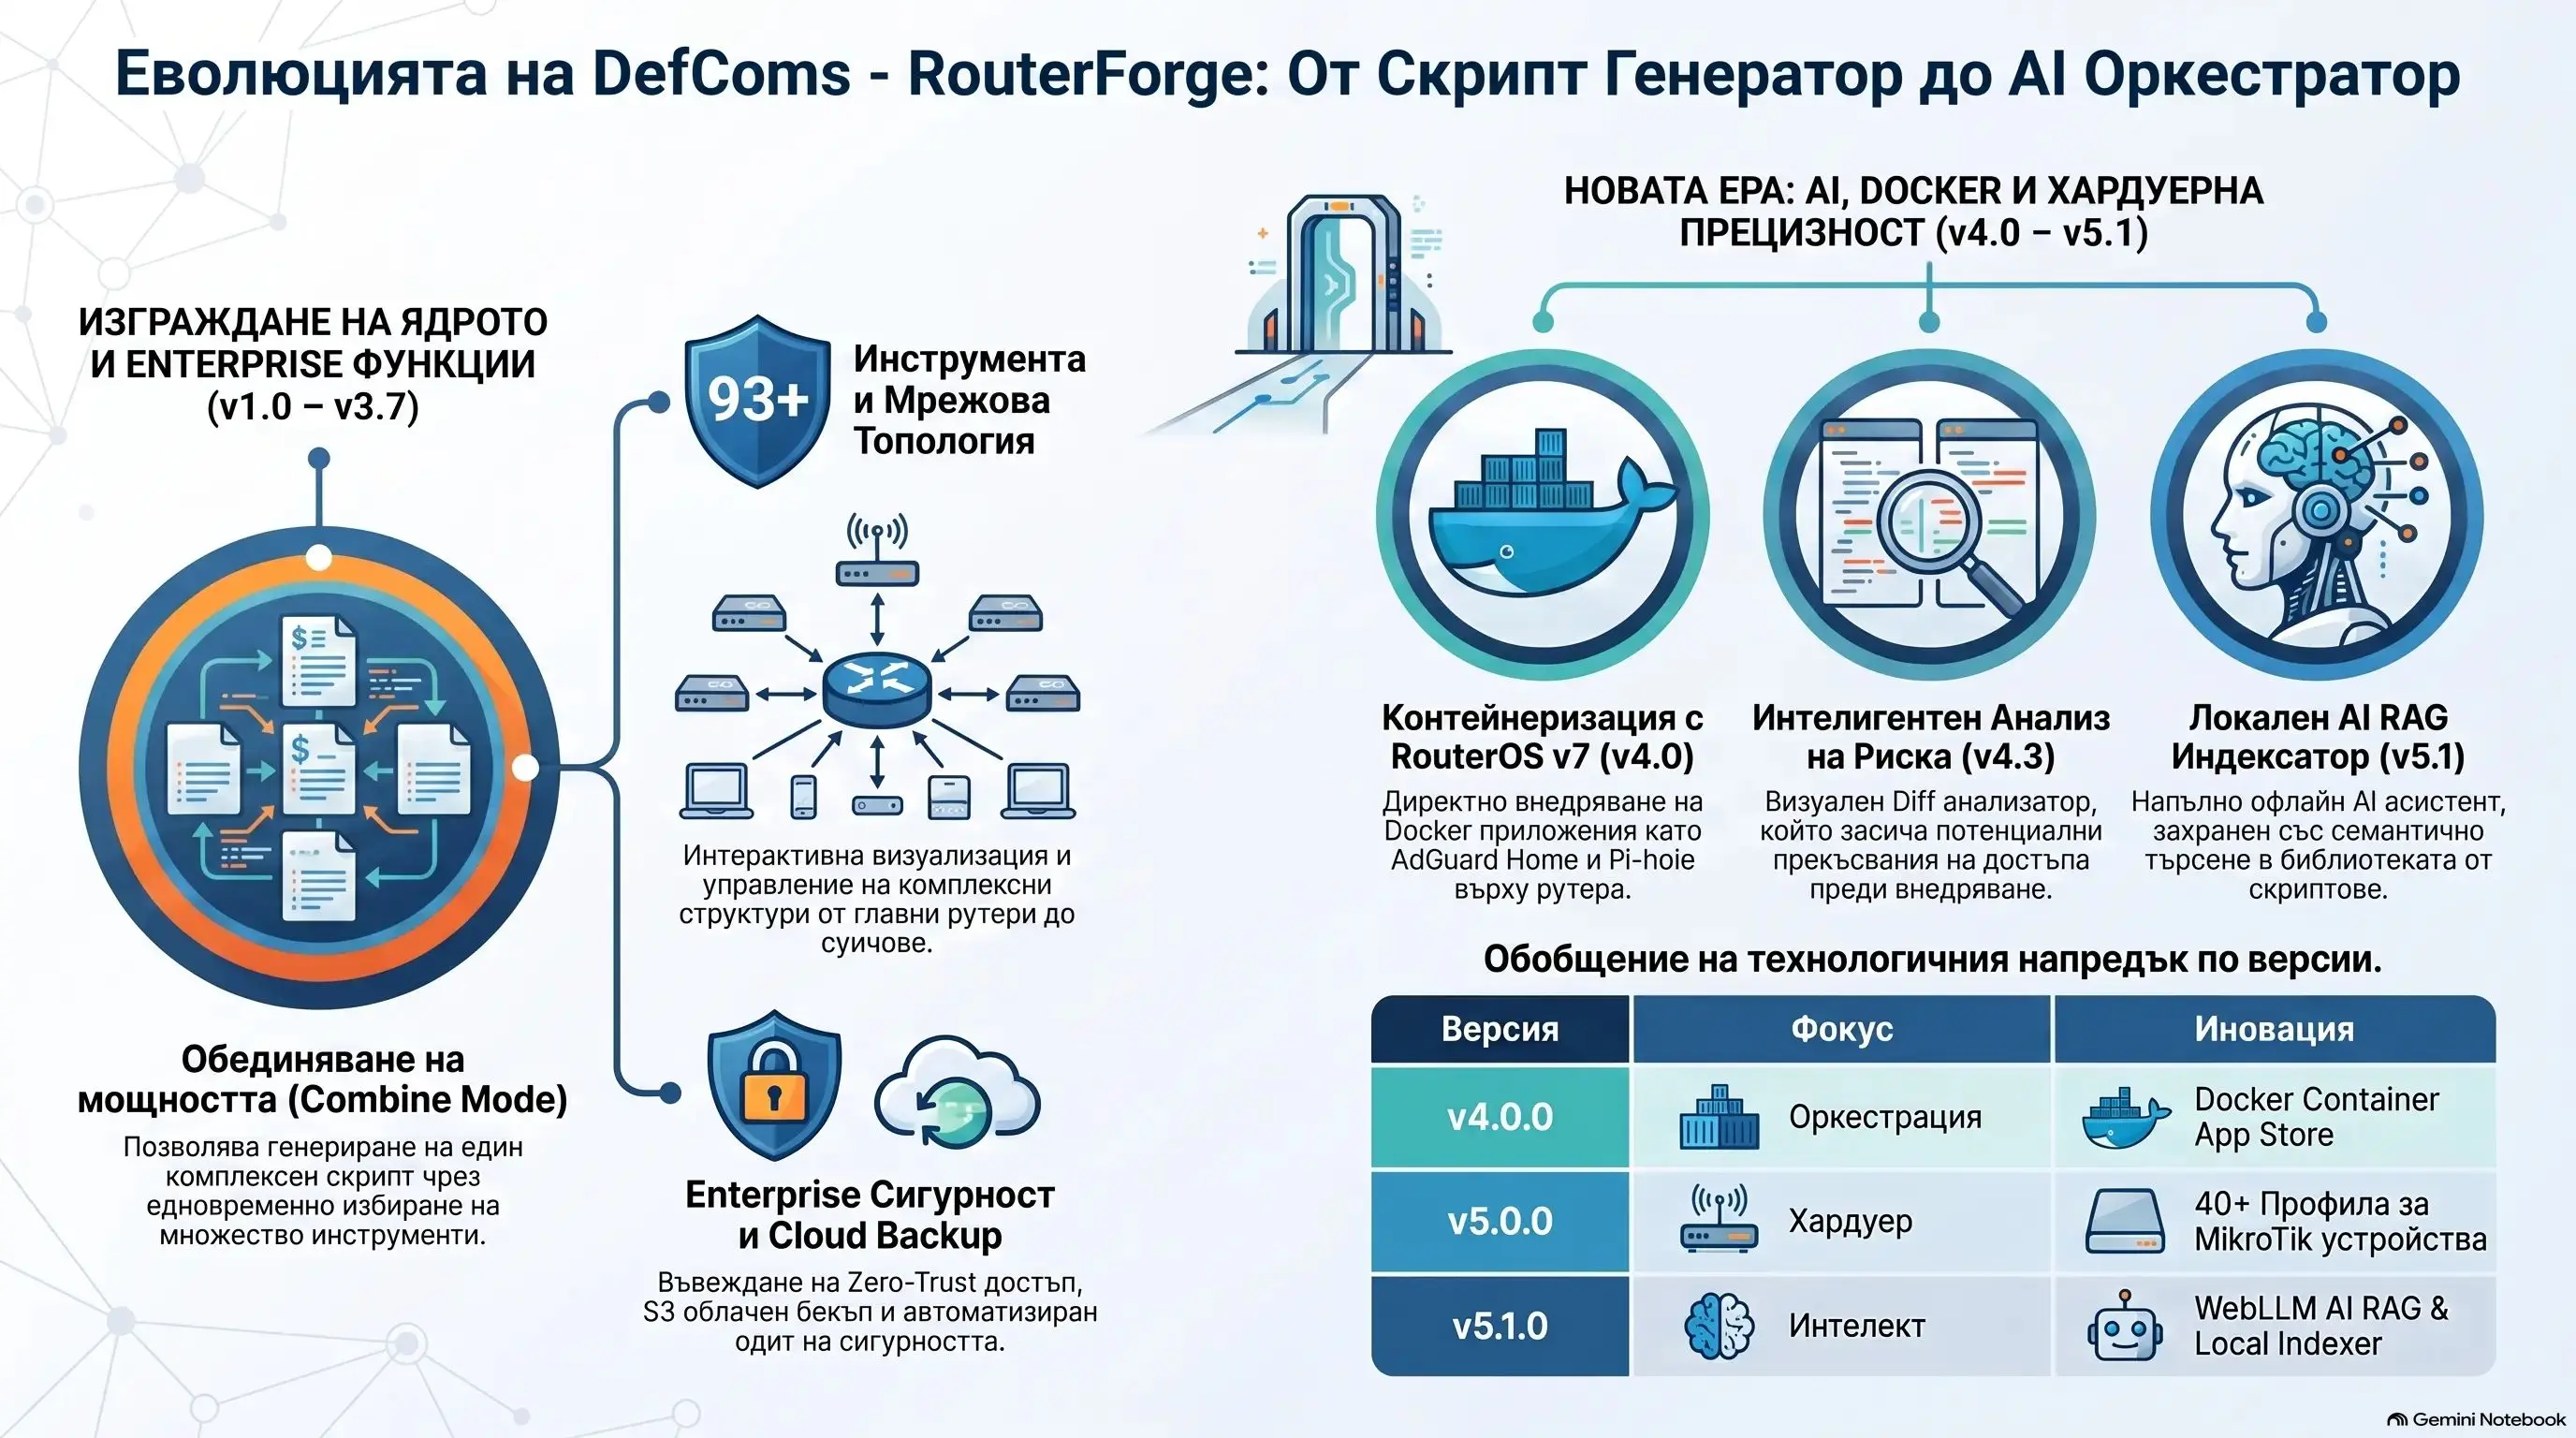 Еволюцията на DefComs - RouterForge: От Скрипт Генератор до AI Оркестратор
ИЗГРАЖДАНЕ НА ЯДРОТО
И ENTERPRISE ФУНКЦИИ
(v1.0 – v3.7)
$
$_
Обединяване на
мощността (Combine Mode)
Позволява генериране на един
комплексен скрипт чрез
едновременно избиране на
множество инструменти.
93+
Инструмента
и Мрежова
Топология
Интерактивна визуализация и
управление на комплексни
структури от главни рутери до
суичове.
Enterprise Сигурност
и Cloud Backup
Въвеждане на Zero-Trust достъп,
S3 облачен бекъп и автоматизиран
одит на сигурността.
НОВАТА ЕРА: AI, DOCKER И ХАРДУЕРНА
ПРЕЦИЗНОСТ (v4.0 – v5.1)
Контейнеризация с
RouterOS v7 (v4.0)
Директно внедряване на
Docker приложения като
AdGuard Home и Pi-hoie
върху рутера.
Интелигентен Анализ
на Риска (v4.3)
Визуален Diff анализатор,
който засича потенциални
прекъсвания на достъпа
преди внедряване.
Локален AI RAG
Индексатор (v5.1)
Напълно офлайн AI асистент,
захранен със семантично
търсене в библиотеката от
скриптове.
Обобщение на технологичния напредък по версии.
Версия Фокус Иновация
v4.0.0 Оркестрация Docker Container
App Store
v5.0.0 Хардуер 40+ Профила за
MikroTik устройства
v5.1.0 Интелект WebLLM AI RAG &
Local Indexer
Gemini Notebook